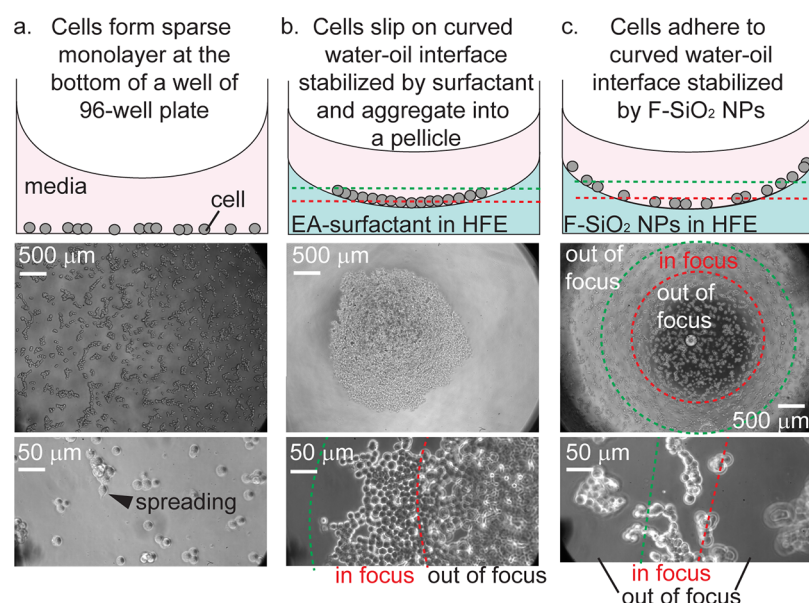 a. Cells form sparse
monolayer at the
bottom of a well of
96-well plate
media
cell
500 μm
50 μm
spreading
b. Cells slip on curved
water-oil interface
stabilized by surfactant
and aggregate into
a pellicle
EA-surfactant in HFE
500 μm
50 μm
in focus out of focus
c. Cells adhere to
curved water-oil
interface stabilized
by F-SiO₂ NPs
F-SiO₂ NPs in HFE
out of
focus
in focus
out of
focus
500 μm
50 μm
in focus
out of focus